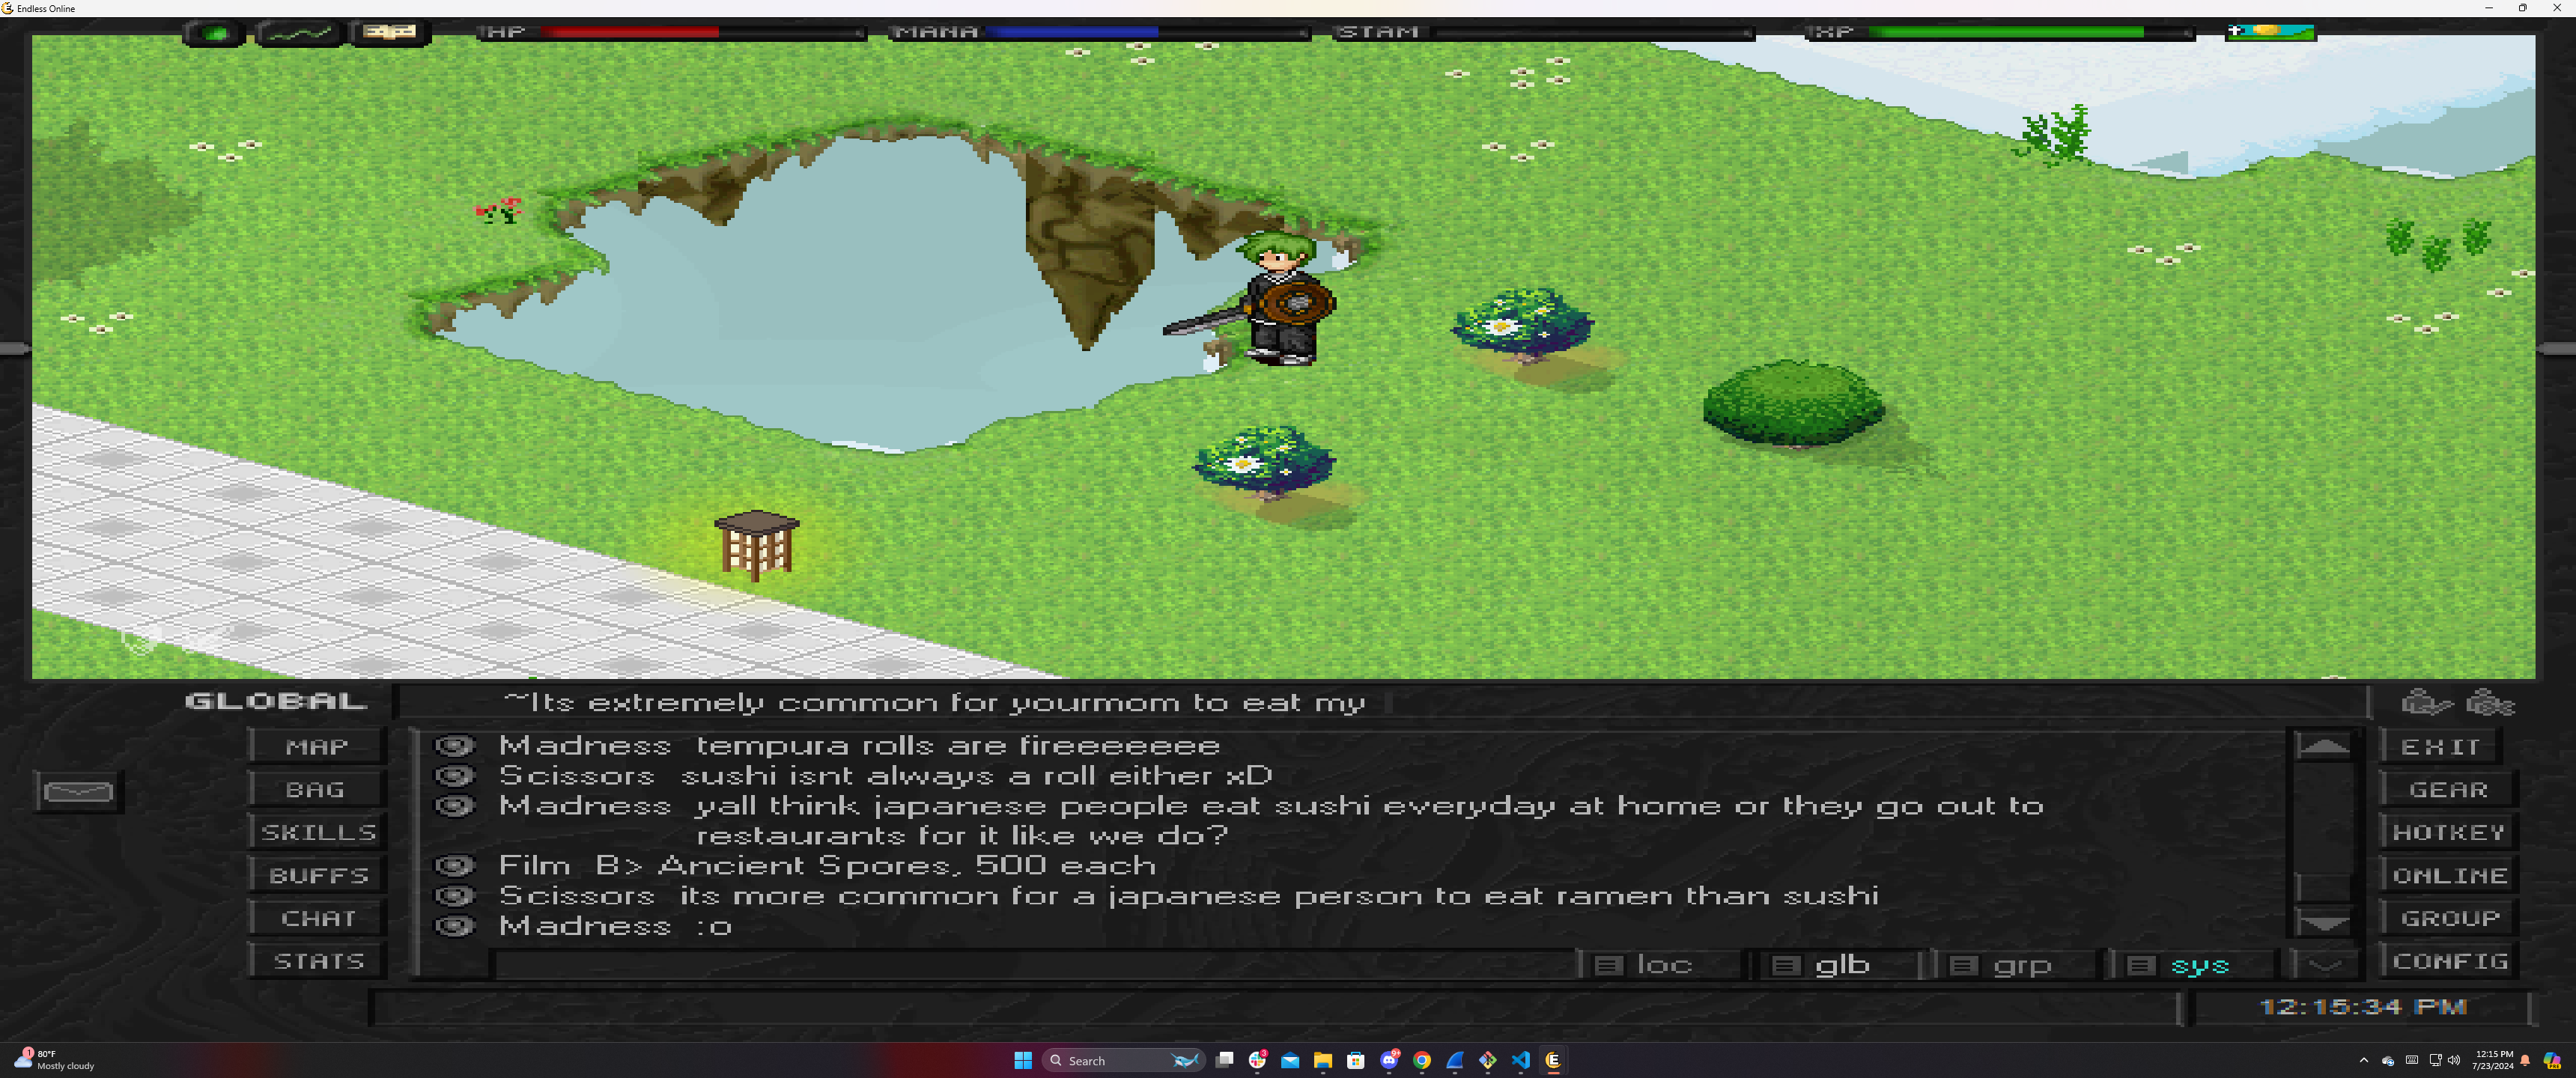 Endless Online
HP
MANA
STAM
XP
GLOBAL
~Its extremely common for yourmom to eat my
MAP
BAG
SKILLS
BUFFS
CHAT
STATS
Madness tempura rolls are fireeeeeee
Scissors sushi isnt always a roll either xD
Madness yall think japanese people eat sushi everyday at home or they go out to
restaurants for it like we do?
Film B> Ancient Spores, 500 each
Scissors its more common for a japanese person to eat ramen than sushi
Madness :o
loc
glb
grp
sys
EXIT
GEAR
HOTKEY
ONLINE
GROUP
CONFIG
12:15:34 PM
1
80°F
Mostly cloudy
Search
3
9+
12:15 PM
7/23/2024